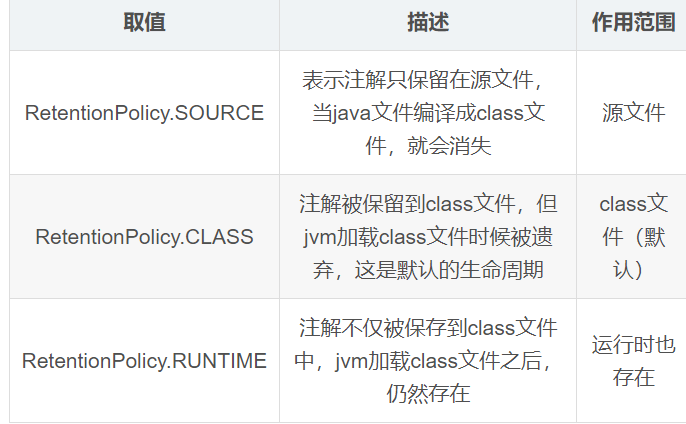 取值 描述 作用范围
表示注解只保留在源文件,
RetentionPolicy.SOURCE 当java文件编译成class文 源文件
件，就会消失
注解被保留到class文件，但 class文
RetentionPolicy.CLASS jvm加载class文件时候被遗 件（默
弃，这是默认的生命周期 认）
注解不仅被保存到class文件 运行时也
RetentionPolicy.RUNTIME 中，jvm加载class文件之后， 存在
仍然存在